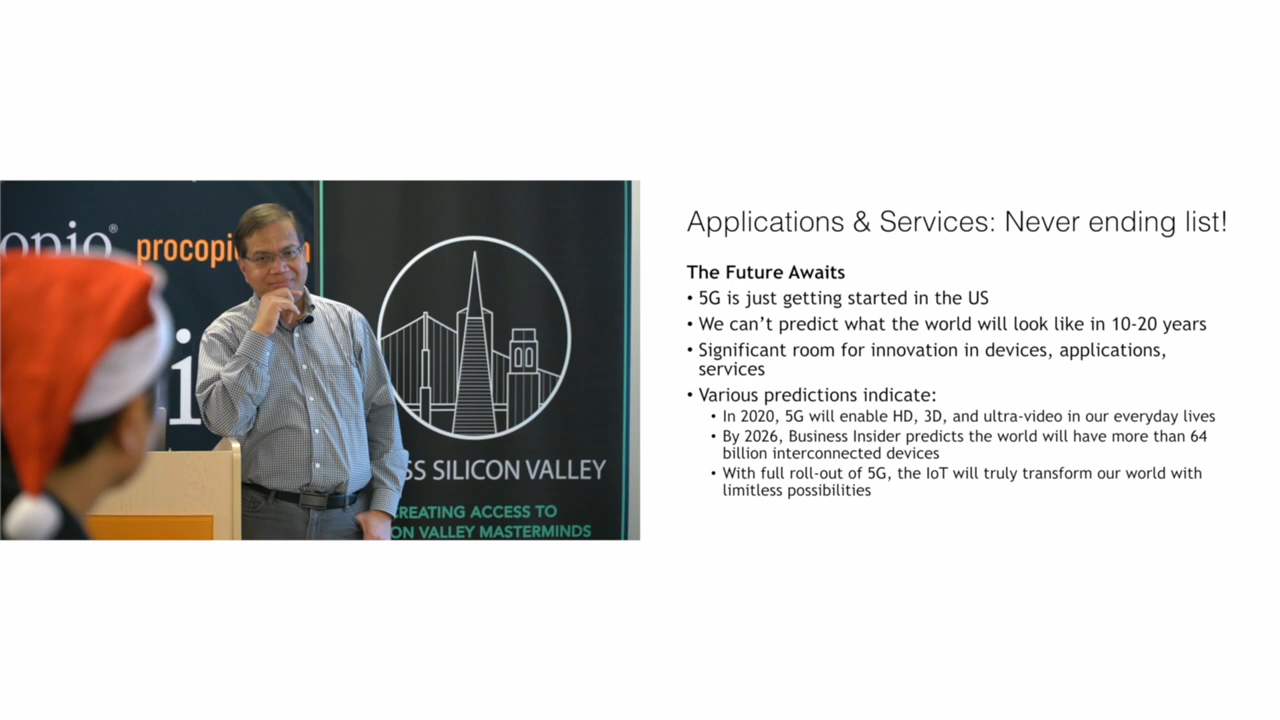 procopi
SILICON VALLEY
CREATING ACCESS TO
VALLEY MASTERMINDS
Applications & Services: Never ending list!
The Future Awaits
• 5G is just getting started in the US
• We can’t predict what the world will look like in 10-20 years
• Significant room for innovation in devices, applications,
services
• Various predictions indicate:
• In 2020, 5G will enable HD, 3D, and ultra-video in our everyday lives
• By 2026, Business Insider predicts the world will have more than 64
billion interconnected devices
• With full roll-out of 5G, the IoT will truly transform our world with
limitless possibilities